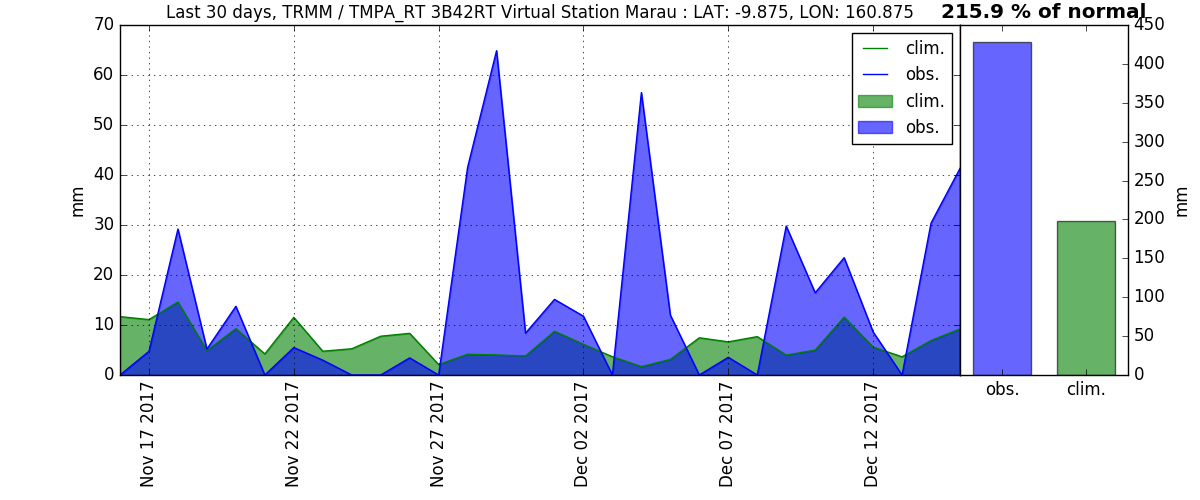 Last 30 days, TRMM / TMPA_RT 3B42RT Virtual Station Marau : LAT: -9.875, LON: 160.875
215.9 % of normal
70
60
50
40
30
20
10
0
mm
clim.
obs.
clim.
obs.
450
400
350
300
250
200
150
100
50
0
mm
Nov 17 2017
Nov 22 2017
Nov 27 2017
Dec 02 2017
Dec 07 2017
Dec 12 2017
obs.
clim.